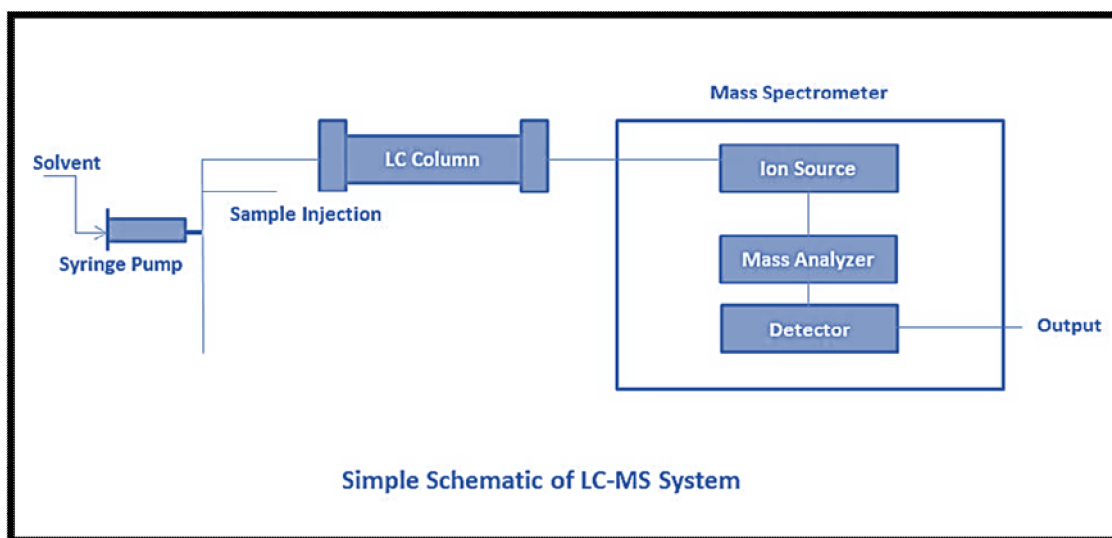 Mass Spectrometer
Solvent
LC Column
Ion Source
Sample Injection
Syringe Pump
Mass Analyzer
Detector
Output
Simple Schematic of LC-MS System